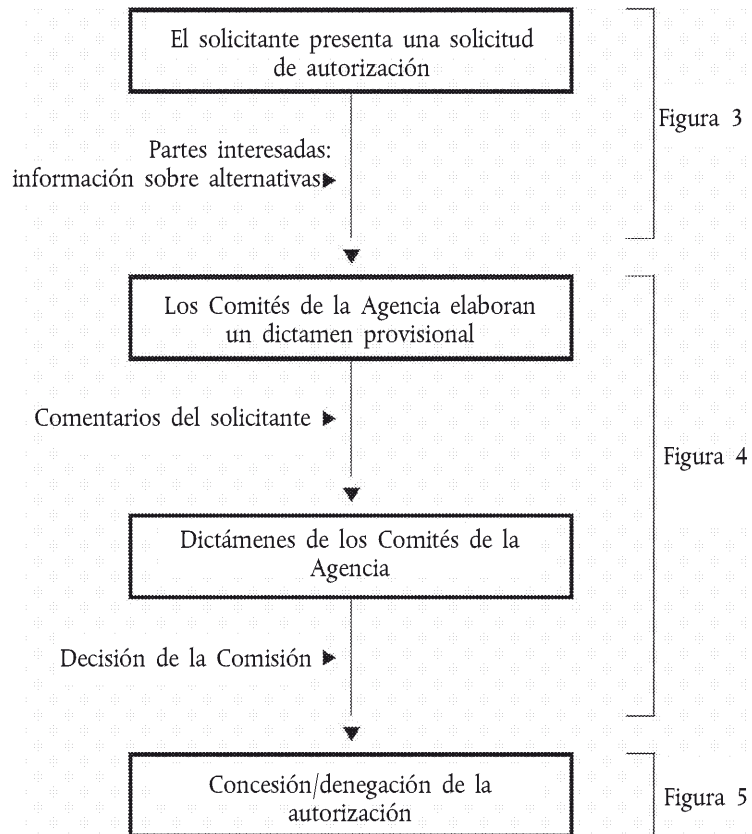 El solicitante presenta una solicitud
de autorización
Figura 3
Partes interesadas:
información sobre alternativas
Los Comités de la Agencia elaboran
un dictamen provisional
Comentarios del solicitante
Figura 4
Dictámenes de los Comités de la
Agencia
Decisión de la Comisión
Concesión/denegación de la
autorización
Figura 5